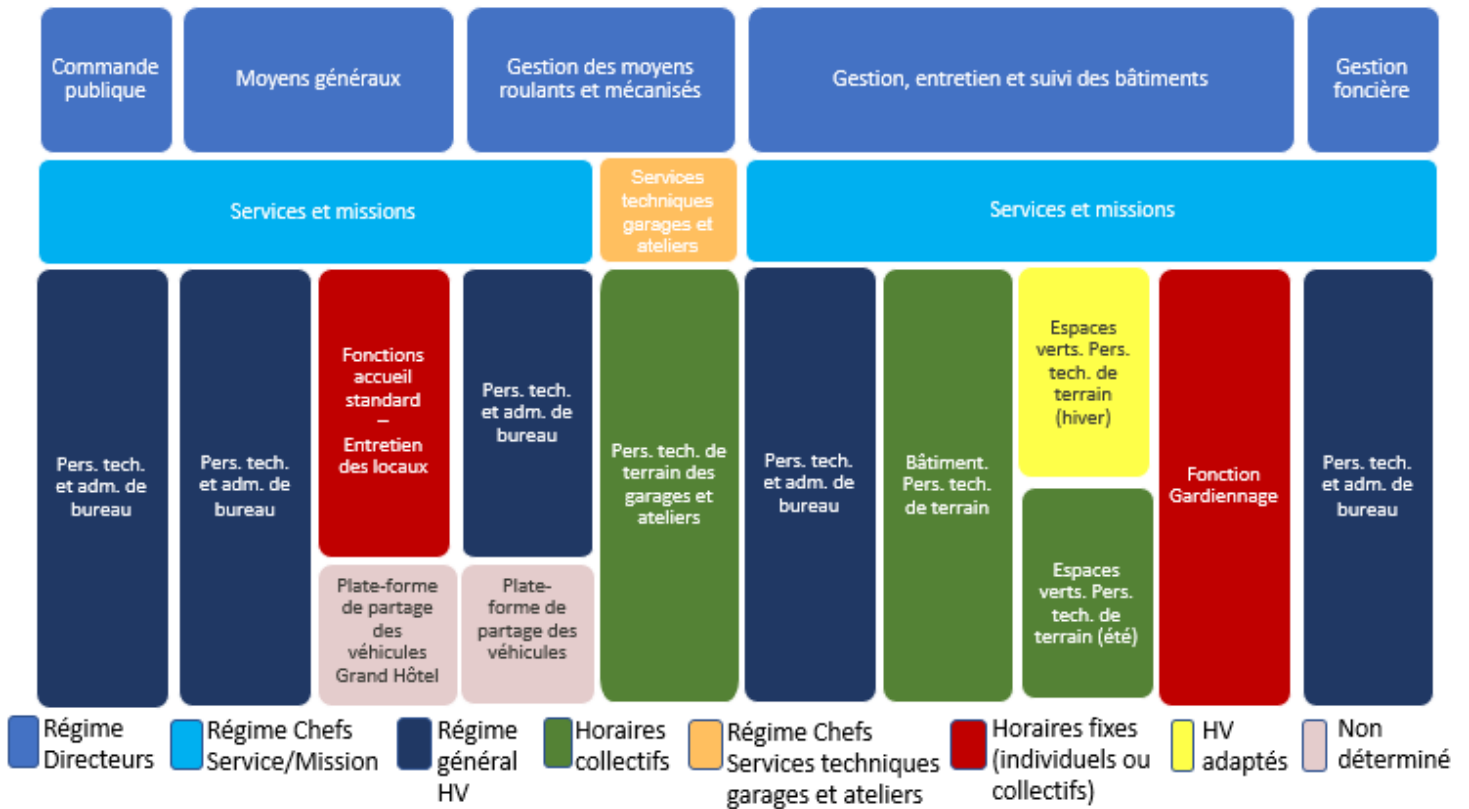 Commande
publique
Moyens généraux
Gestion des moyens
roulants et mécanisés
Gestion, entretien et suivi des bâtiments
Gestion
foncière
Services et missions
Services
techniques
garages et
ateliers
Services et missions
Pers. tech.
et adm. de
bureau
Pers. tech.
et adm. de
bureau
Fonctions
accueil
standard
–
Entretien
des locaux
Plate-forme
de partage
des
véhicules
Grand Hôtel
Pers. tech.
et adm. de
bureau
Plate-
forme de
partage des
véhicules
Pers. tech. de
terrain des
garages et
ateliers
Pers. tech.
et adm. de
bureau
Bâtiment.
Pers. tech.
de terrain
Espaces
verts. Pers.
tech. de
terrain
(hiver)
Espaces
verts. Pers.
tech. de
terrain (été)
Fonction
Gardiennage
Pers. tech.
et adm. de
bureau
Régime
Directeurs
Régime Chefs
Service/Mission
Régime
général
HV
Horaires
collectifs
Régime Chefs
Services techniques
garages et ateliers
Horaires fixes
(individuels ou
collectifs)
HV
adaptés
Non
déterminé